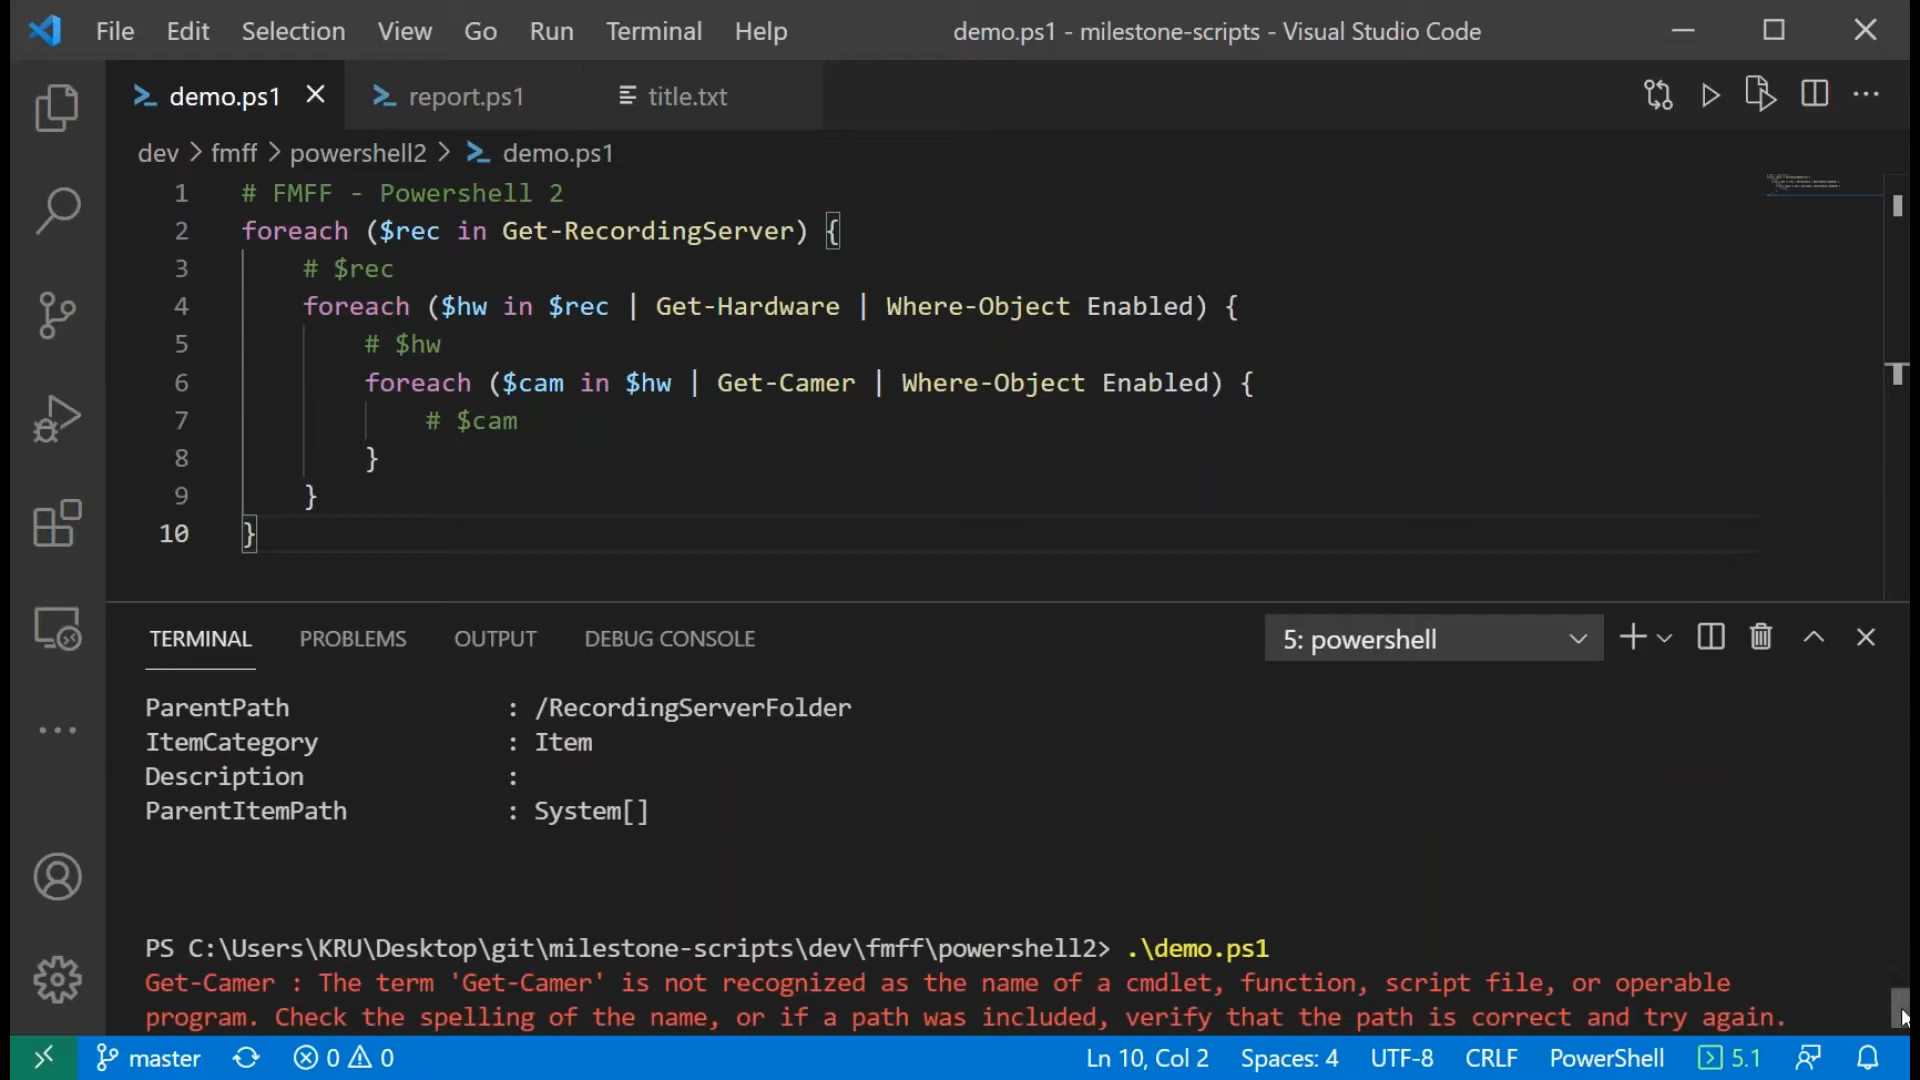 File Edit Selection View Go Run Terminal Help demo.ps1 - milestone-scripts - Visual Studio Code
demo.ps1 report.ps1 title.txt
dev > fmff > powershell2 > demo.ps1
1 # FMFF - Powershell 2
2 foreach ($rec in Get-RecordingServer) {
3 # $rec
4 foreach ($hw in $rec | Get-Hardware | Where-Object Enabled) {
5 # $hw
6 foreach ($cam in $hw | Get-Camer | Where-Object Enabled) {
7 # $cam
8 }
9 }
10 }
TERMINAL PROBLEMS OUTPUT DEBUG CONSOLE 5: powershell
ParentPath : /RecordingServerFolder
ItemCategory : Item
Description :
ParentItemPath : System[]
PS C:\Users\KRU\Desktop\git\milestone-scripts\dev\fmff\powershell2> .\demo.ps1
Get-Camer : The term 'Get-Camer' is not recognized as the name of a cmdlet, function, script file, or operable
program. Check the spelling of the name, or if a path was included, verify that the path is correct and try again.
master 0 0 Ln 10, Col 2 Spaces: 4 UTF-8 CRLF PowerShell 5.1